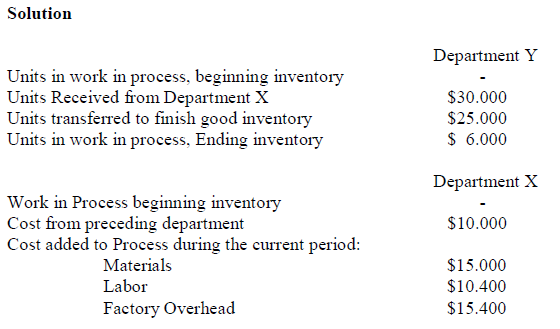 Solution
Department Y
Units in work in process, beginning inventory -
Units Received from Department X $30.000
Units transferred to finish good inventory $25.000
Units in work in process, Ending inventory $ 6.000
Department X
Work in Process beginning inventory -
Cost from preceding department $10.000
Cost added to Process during the current period:
Materials $15.000
Labor $10.400
Factory Overhead $15.400